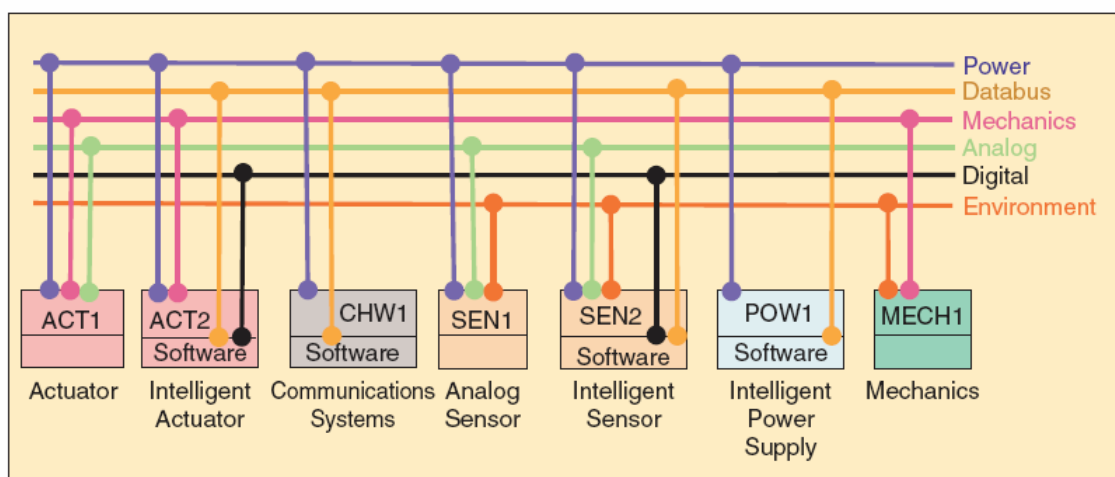 Power
Databus
Mechanics
Analog
Digital
Environment
ACT1
ACT2
Software
CHW1
Software
SEN1
SEN2
Software
POW1
Software
MECH1
Actuator
Intelligent
Actuator
Communications
Systems
Analog
Sensor
Intelligent
Sensor
Intelligent
Power
Supply
Mechanics